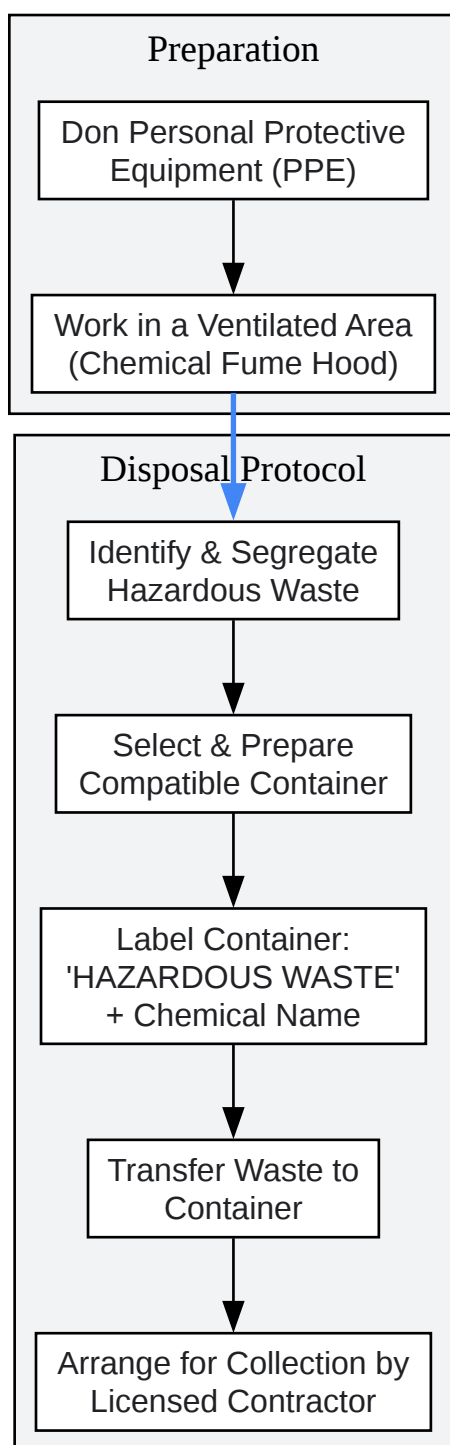 Preparation
Don Personal Protective
Equipment (PPE)
Work in a Ventilated Area
(Chemical Fume Hood)
Disposal Protocol
Identify & Segregate
Hazardous Waste
Select & Prepare
Compatible Container
Label Container:
'HAZARDOUS WASTE'
+ Chemical Name
Transfer Waste to
Container
Arrange for Collection by
Licensed Contractor